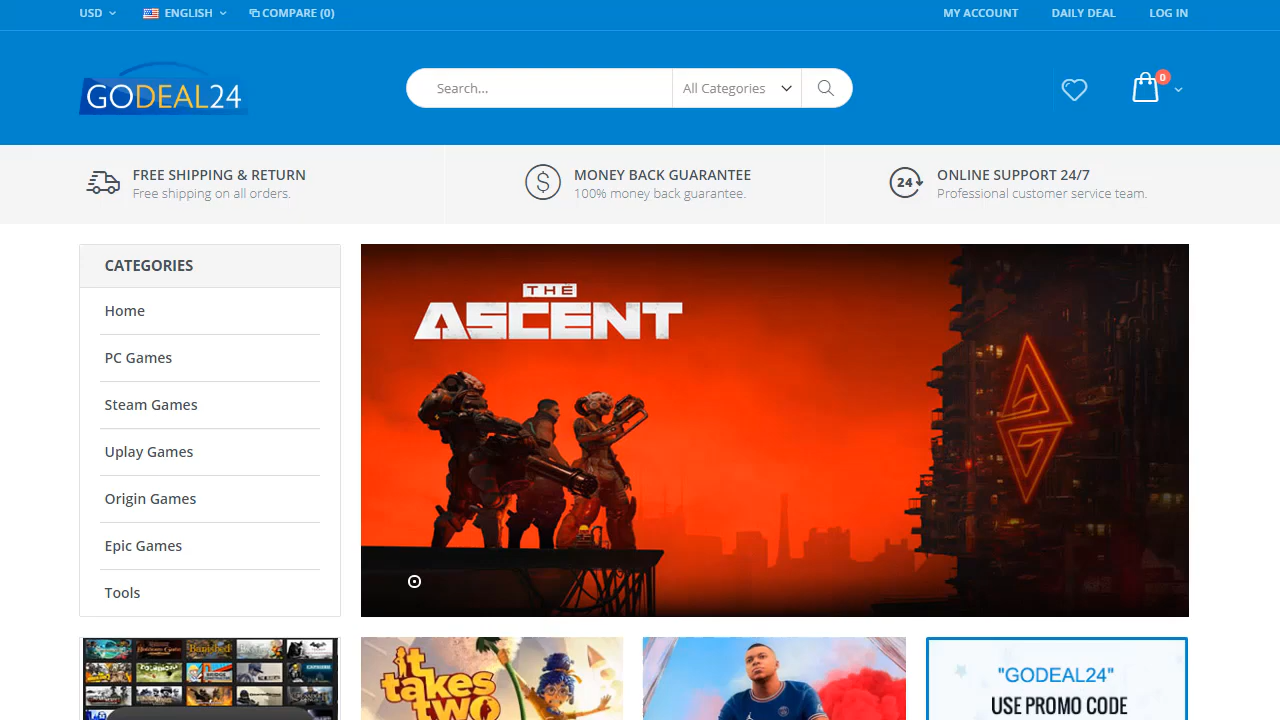 USD
ENGLISH
COMPARE (0)
MY ACCOUNT
DAILY DEAL
LOG IN
GODEAL24
Search...
All Categories
0
FREE SHIPPING & RETURN
Free shipping on all orders.
MONEY BACK GUARANTEE
100% money back guarantee.
24
ONLINE SUPPORT 24/7
Professional customer service team.
CATEGORIES
Home
PC Games
Steam Games
Uplay Games
Origin Games
Epic Games
Tools
THE
ASCENT
it
takes
two
"GODEAL24"
USE PROMO CODE